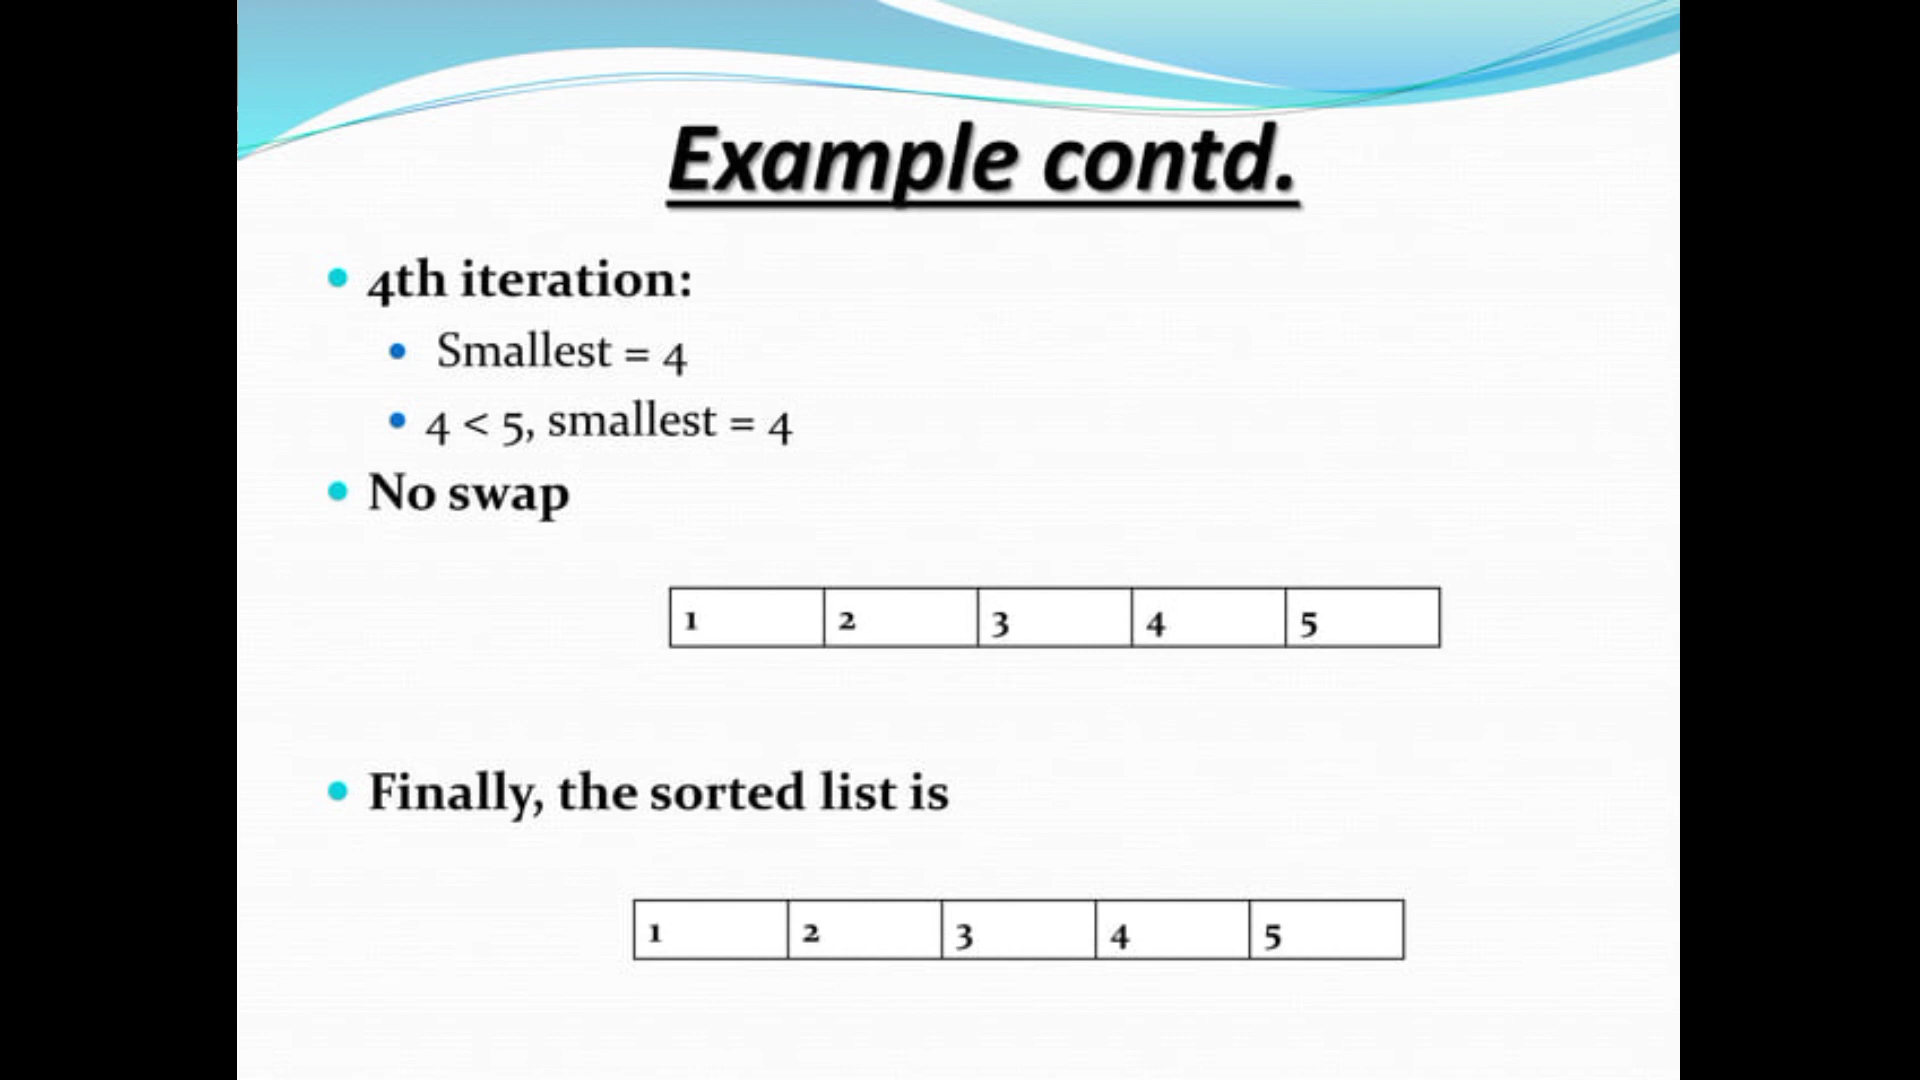 Example contd.
4th iteration:
Smallest = 4
4 < 5, smallest = 4
No swap
1 2 3 4 5
Finally, the sorted list is
1 2 3 4 5